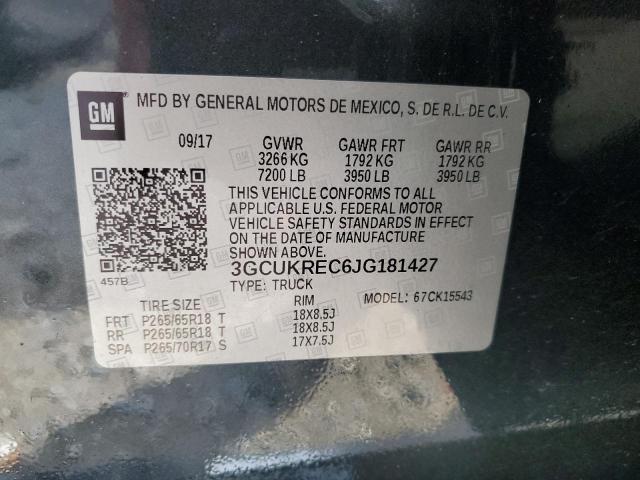 GM
MFD BY GENERAL MOTORS DE MEXICO, S. DE R.L. DE C.V.
09/17 GVWR GAWR FRT GAWR RR
3266 KG 1792 KG 1792 KG
7200 LB 3950 LB 3950 LB
THIS VEHICLE CONFORMS TO ALL
APPLICABLE U.S. FEDERAL MOTOR
VEHICLE SAFETY STANDARDS IN EFFECT
ON THE DATE OF MANUFACTURE
SHOWN ABOVE.
457B 3GCUKREC6JG181427
TYPE: TRUCK MODEL: 67CK15543
TIRE SIZE RIM
FRT P265/65R18 T 18X8.5J
RR P265/65R18 T 18X8.5J
SPA P265/70R17 S 17X7.5J